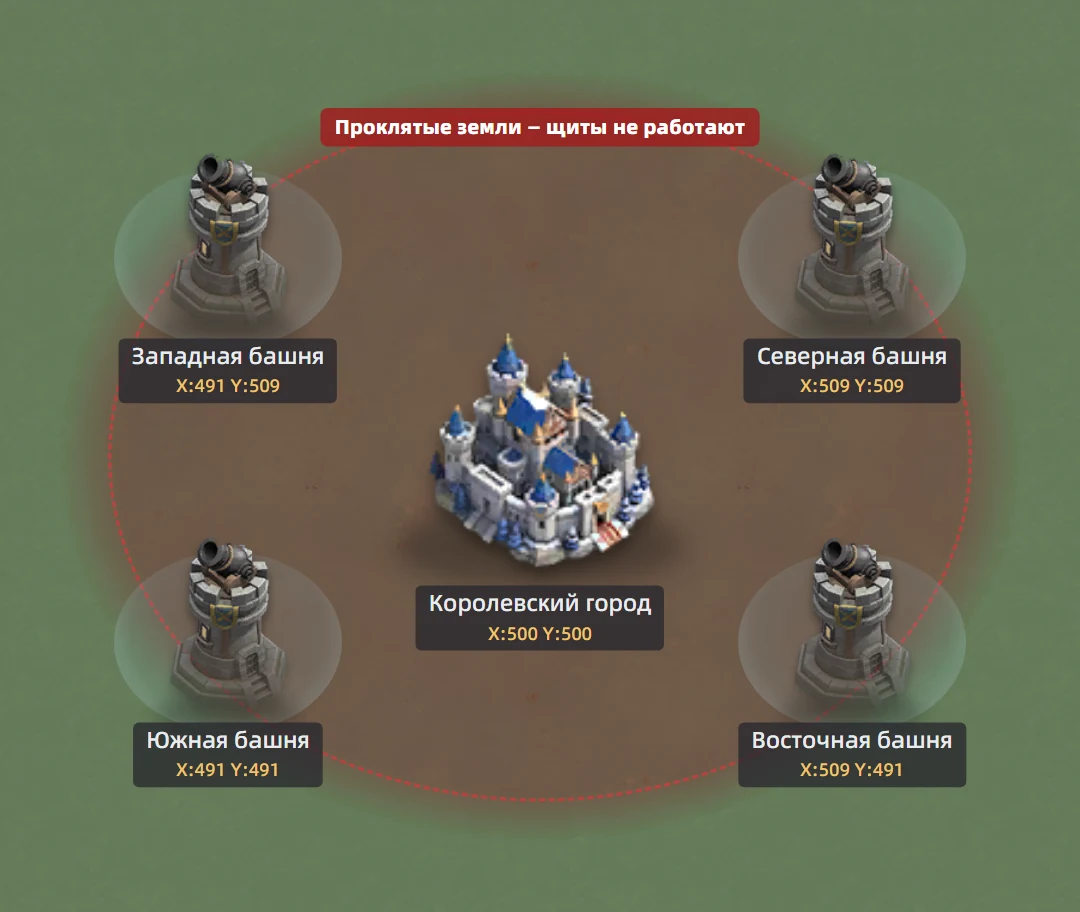 Проклятые земли – щиты не работают
Западная башня
X:491 Y:509
Северная башня
X:509 Y:509
Королевский город
X:500 Y:500
Южная башня
X:491 Y:491
Восточная башня
X:509 Y:491